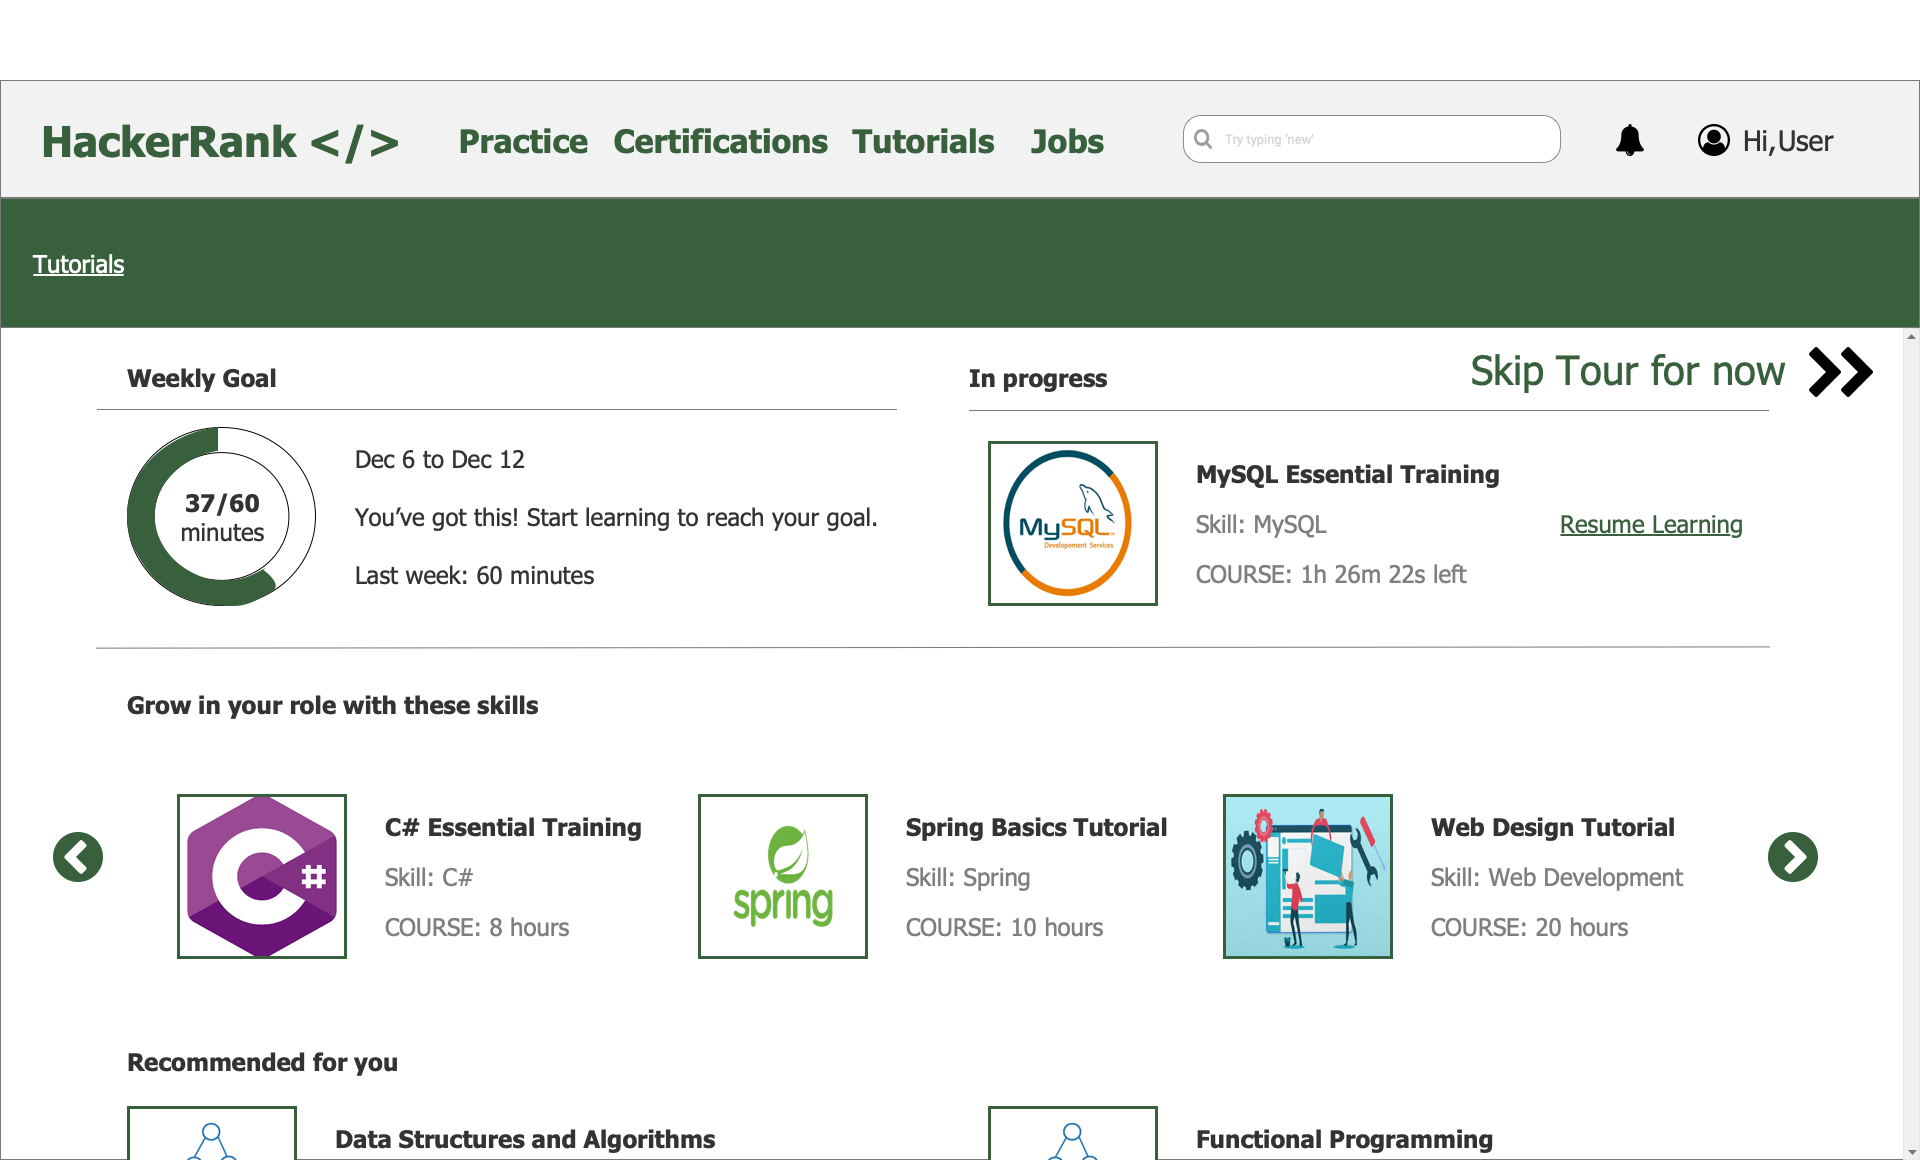 HackerRank </>
Practice Certifications Tutorials Jobs
Try typing 'new'
Hi,User
Tutorials
Weekly Goal
In progress
Skip Tour for now
37/60
minutes
Dec 6 to Dec 12
You’ve got this! Start learning to reach your goal.
Last week: 60 minutes
MySQL
Developement Services
MySQL Essential Training
Skill: MySQL
COURSE: 1h 26m 22s left
Resume Learning
Grow in your role with these skills
C#
C# Essential Training
Skill: C#
COURSE: 8 hours
spring
Spring Basics Tutorial
Skill: Spring
COURSE: 10 hours
Web Design Tutorial
Skill: Web Development
COURSE: 20 hours
Recommended for you
Data Structures and Algorithms
Functional Programming